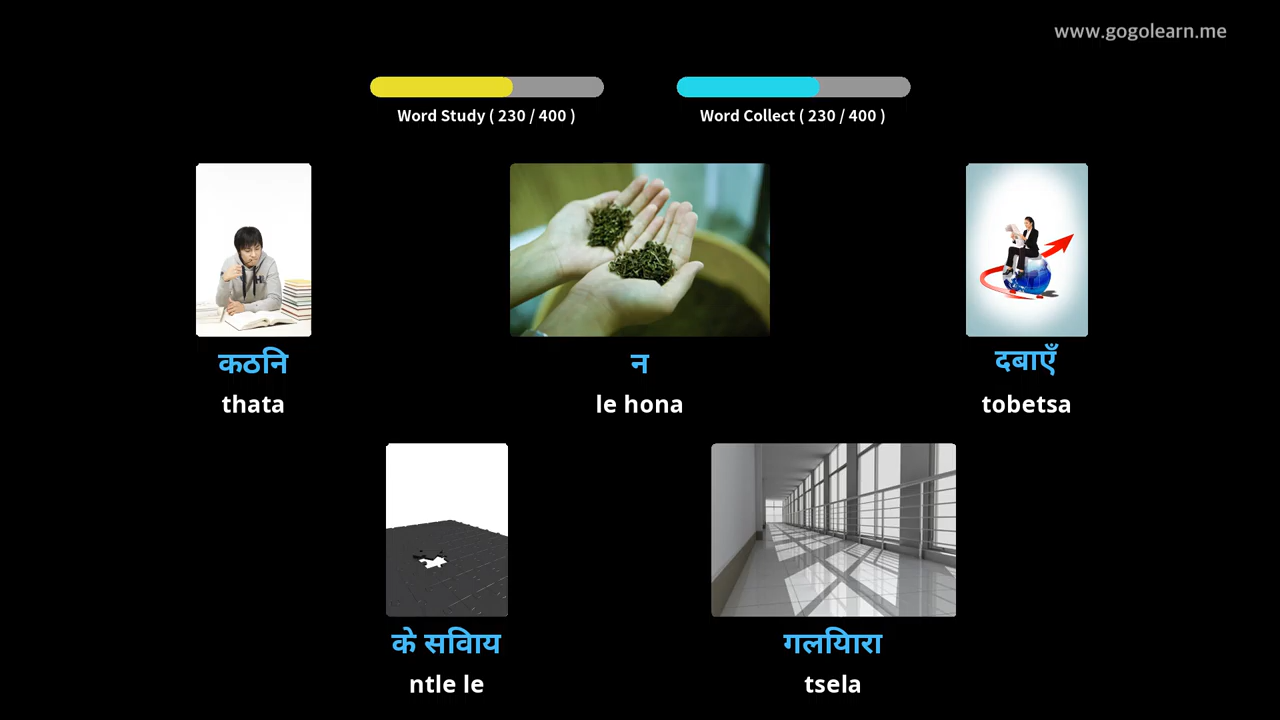 www.gogolearn.me
Word Study ( 230 / 400 )
Word Collect ( 230 / 400 )
कठनि
thata
न
le hona
दबाएँ
tobetsa
के सवािय
ntle le
गलयािरा
tsela